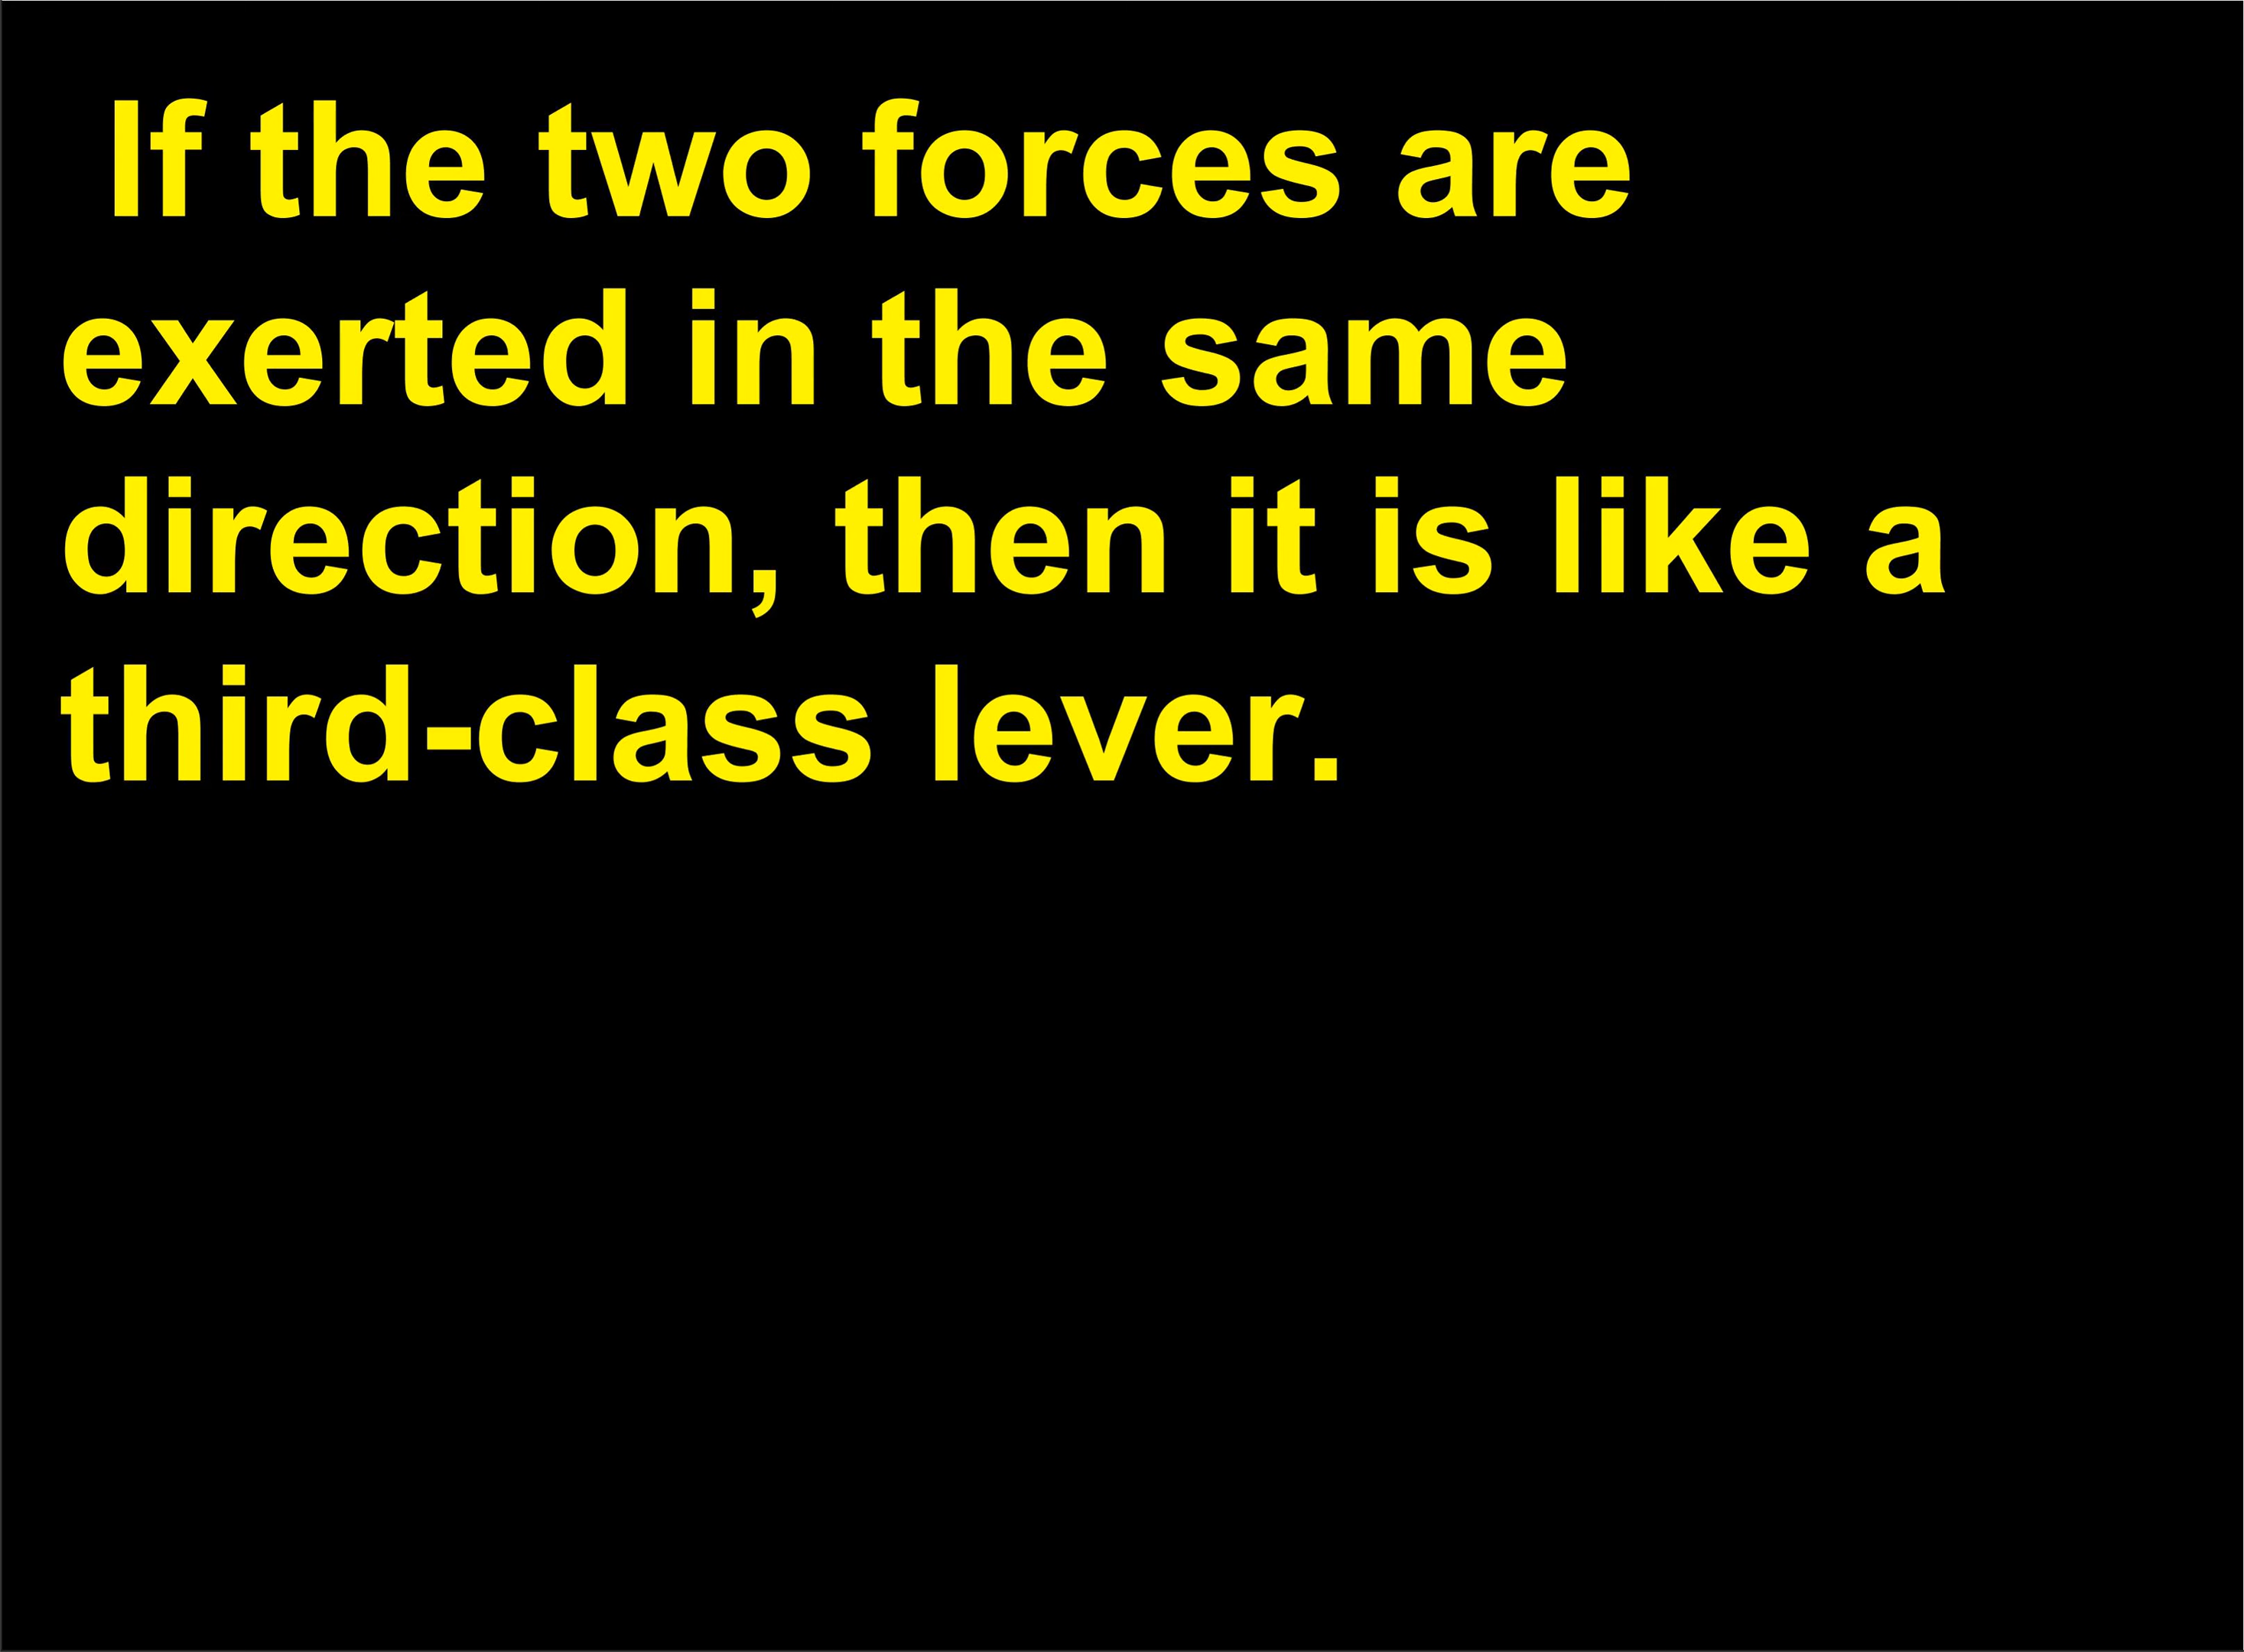 If the two forces are
exerted in the same
direction, then it is like a
third-class lever.